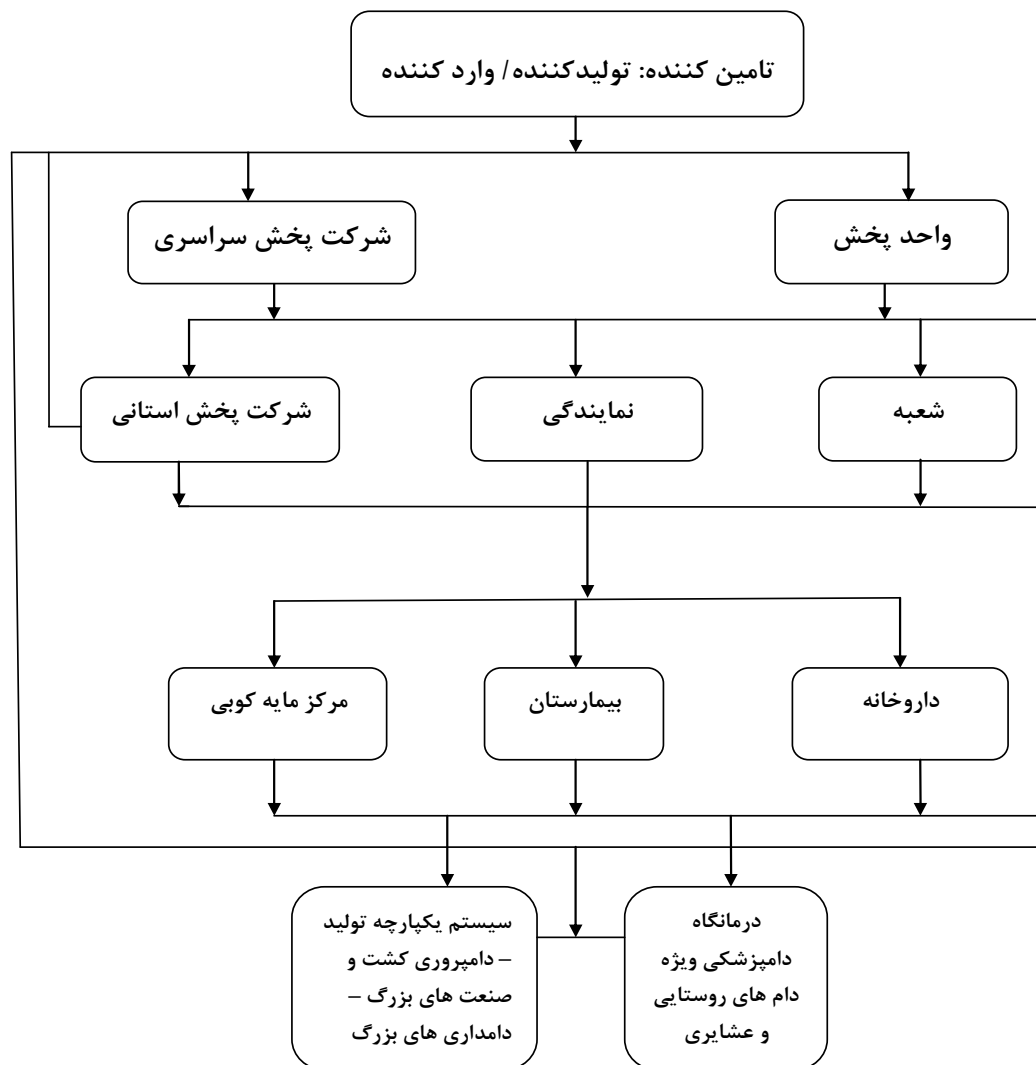 تامین کننده: تولیدکننده/ وارد کننده
واحد پخش
شرکت پخش سراسری
شعبه
نمایندگی
شرکت پخش استانی
داروخانه
بیمارستان
مرکز مایه کوبی
درمانگاه
دامپزشکی ویژه
دام های روستایی
و عشایری
سیستم یکپارچه تولید
– دامپروری کشت و
صنعت های بزرگ –
دامداری های بزرگ